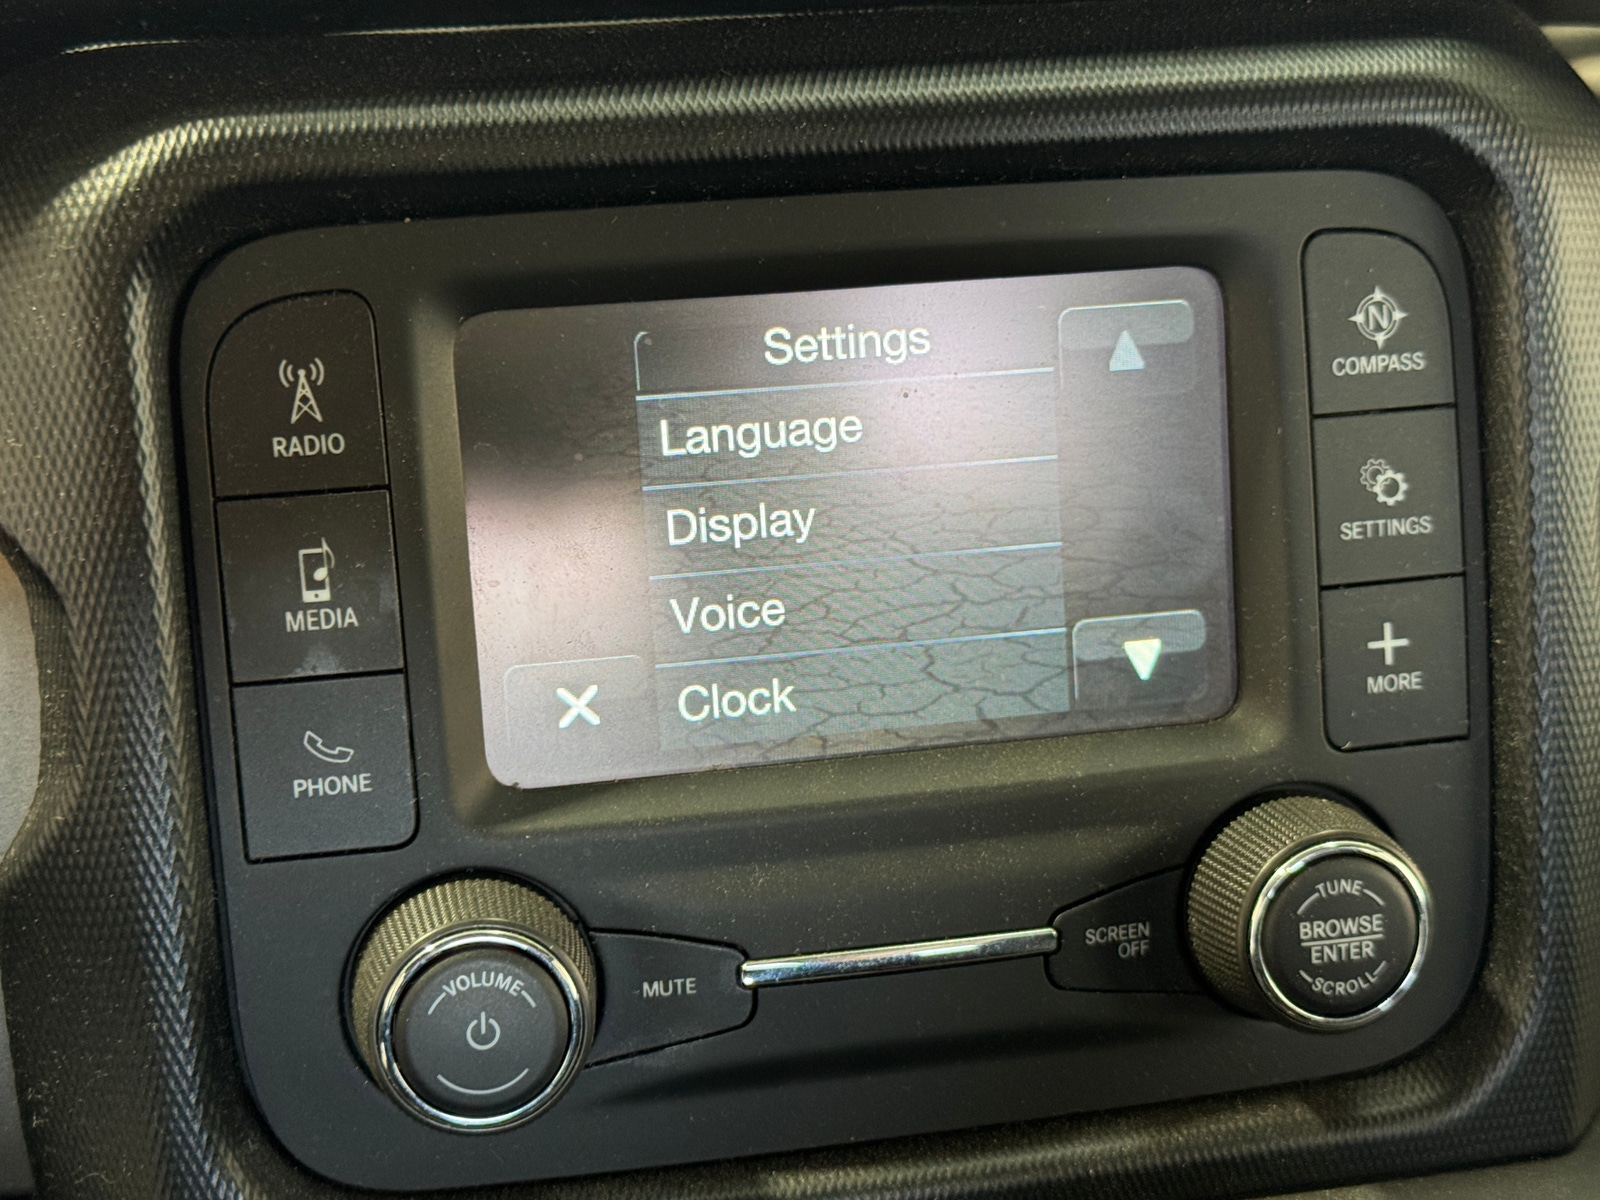 Settings
Language
Display
Voice
Clock
RADIO
MEDIA
PHONE
N
COMPASS
SETTINGS
MORE
VOLUME
MUTE
SCREEN
OFF
TUNE
BROWSE
ENTER
SCROLL